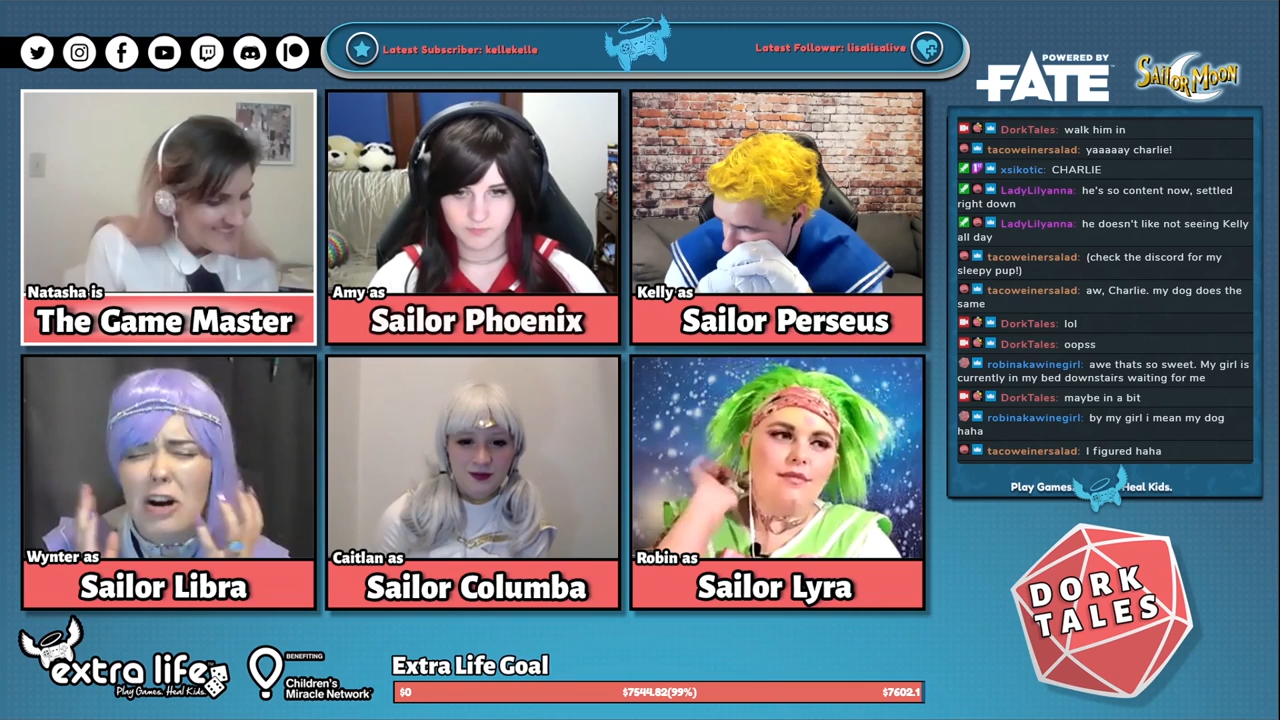 Latest Subscriber: kellekelle
Latest Follower: lisalisalive
POWERED BY
FATE
SAILOR MOON
Natasha is
The Game Master
Amy as
Sailor Phoenix
Kelly as
Sailor Perseus
Wynter as
Sailor Libra
Caitlan as
Sailor Columba
Robin as
Sailor Lyra
DorkTales: walk him in
tacoweinersalad: yaaaaay charlie!
xsikotic: CHARLIE
LadyLilyanna: he's so content now, settled
right down
LadyLilyanna: he doesn't like not seeing Kelly
all day
tacoweinersalad: (check the discord for my
sleepy pup!)
tacoweinersalad: aw, Charlie. my dog does the
same
DorkTales: lol
DorkTales: oopss
robinakawinegirl: awe thats so sweet. My girl is
currently in my bed downstairs waiting for me
DorkTales: maybe in a bit
robinakawinegirl: by my girl i mean my dog
haha
tacoweinersalad: I figured haha
Play Games. Heal Kids.
DORK
TALES
extra life
Play Games. Heal Kids.
BENEFITING
Children's
Miracle Network
Extra Life Goal
$0 $7544.82(99%) $7602.1